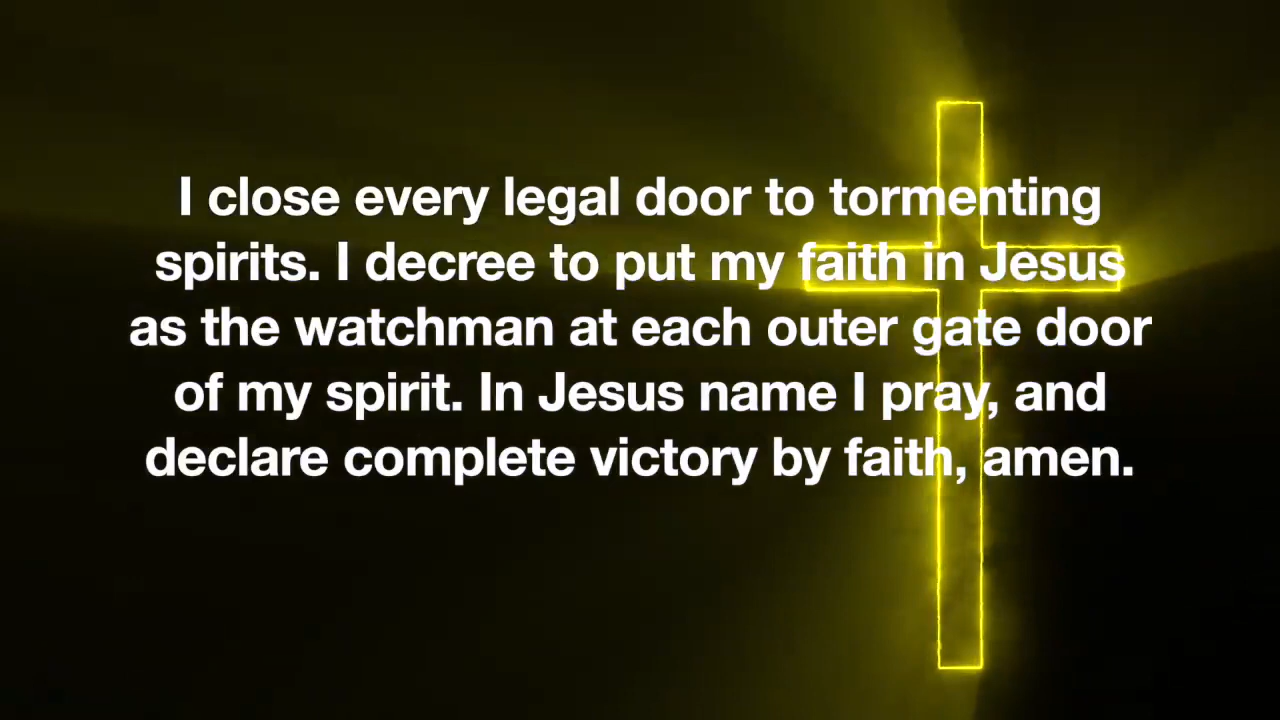 I close every legal door to tormenting
spirits. I decree to put my faith in Jesus
as the watchman at each outer gate door
of my spirit. In Jesus name I pray, and
declare complete victory by faith, amen.